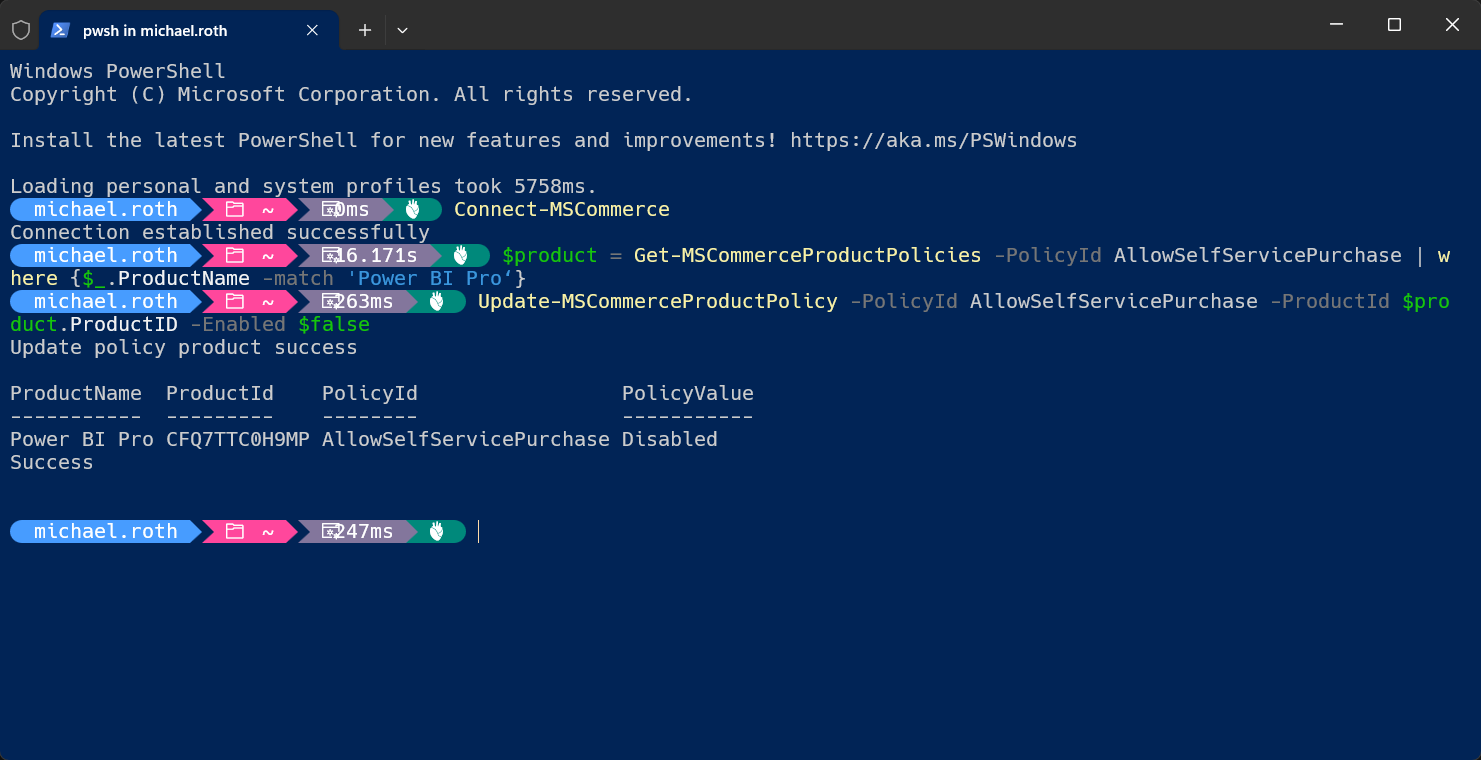 pwsh in michael.roth
Windows PowerShell
Copyright (C) Microsoft Corporation. All rights reserved.
Install the latest PowerShell for new features and improvements! https://aka.ms/PSWindows
Loading personal and system profiles took 5758ms.
michael.roth ~ 0ms Connect-MSCommerce
Connection established successfully
michael.roth ~ 16.171s $product = Get-MSCommerceProductPolicies -PolicyId AllowSelfServicePurchase | w
here {$_.ProductName -match 'Power BI Pro‘}
michael.roth ~ 263ms Update-MSCommerceProductPolicy -PolicyId AllowSelfServicePurchase -ProductId $pro
duct.ProductID -Enabled $false
Update policy product success
ProductName ProductId PolicyId PolicyValue
----------- --------- -------- -----------
Power BI Pro CFQ7TTC0H9MP AllowSelfServicePurchase Disabled
Success
michael.roth ~ 247ms